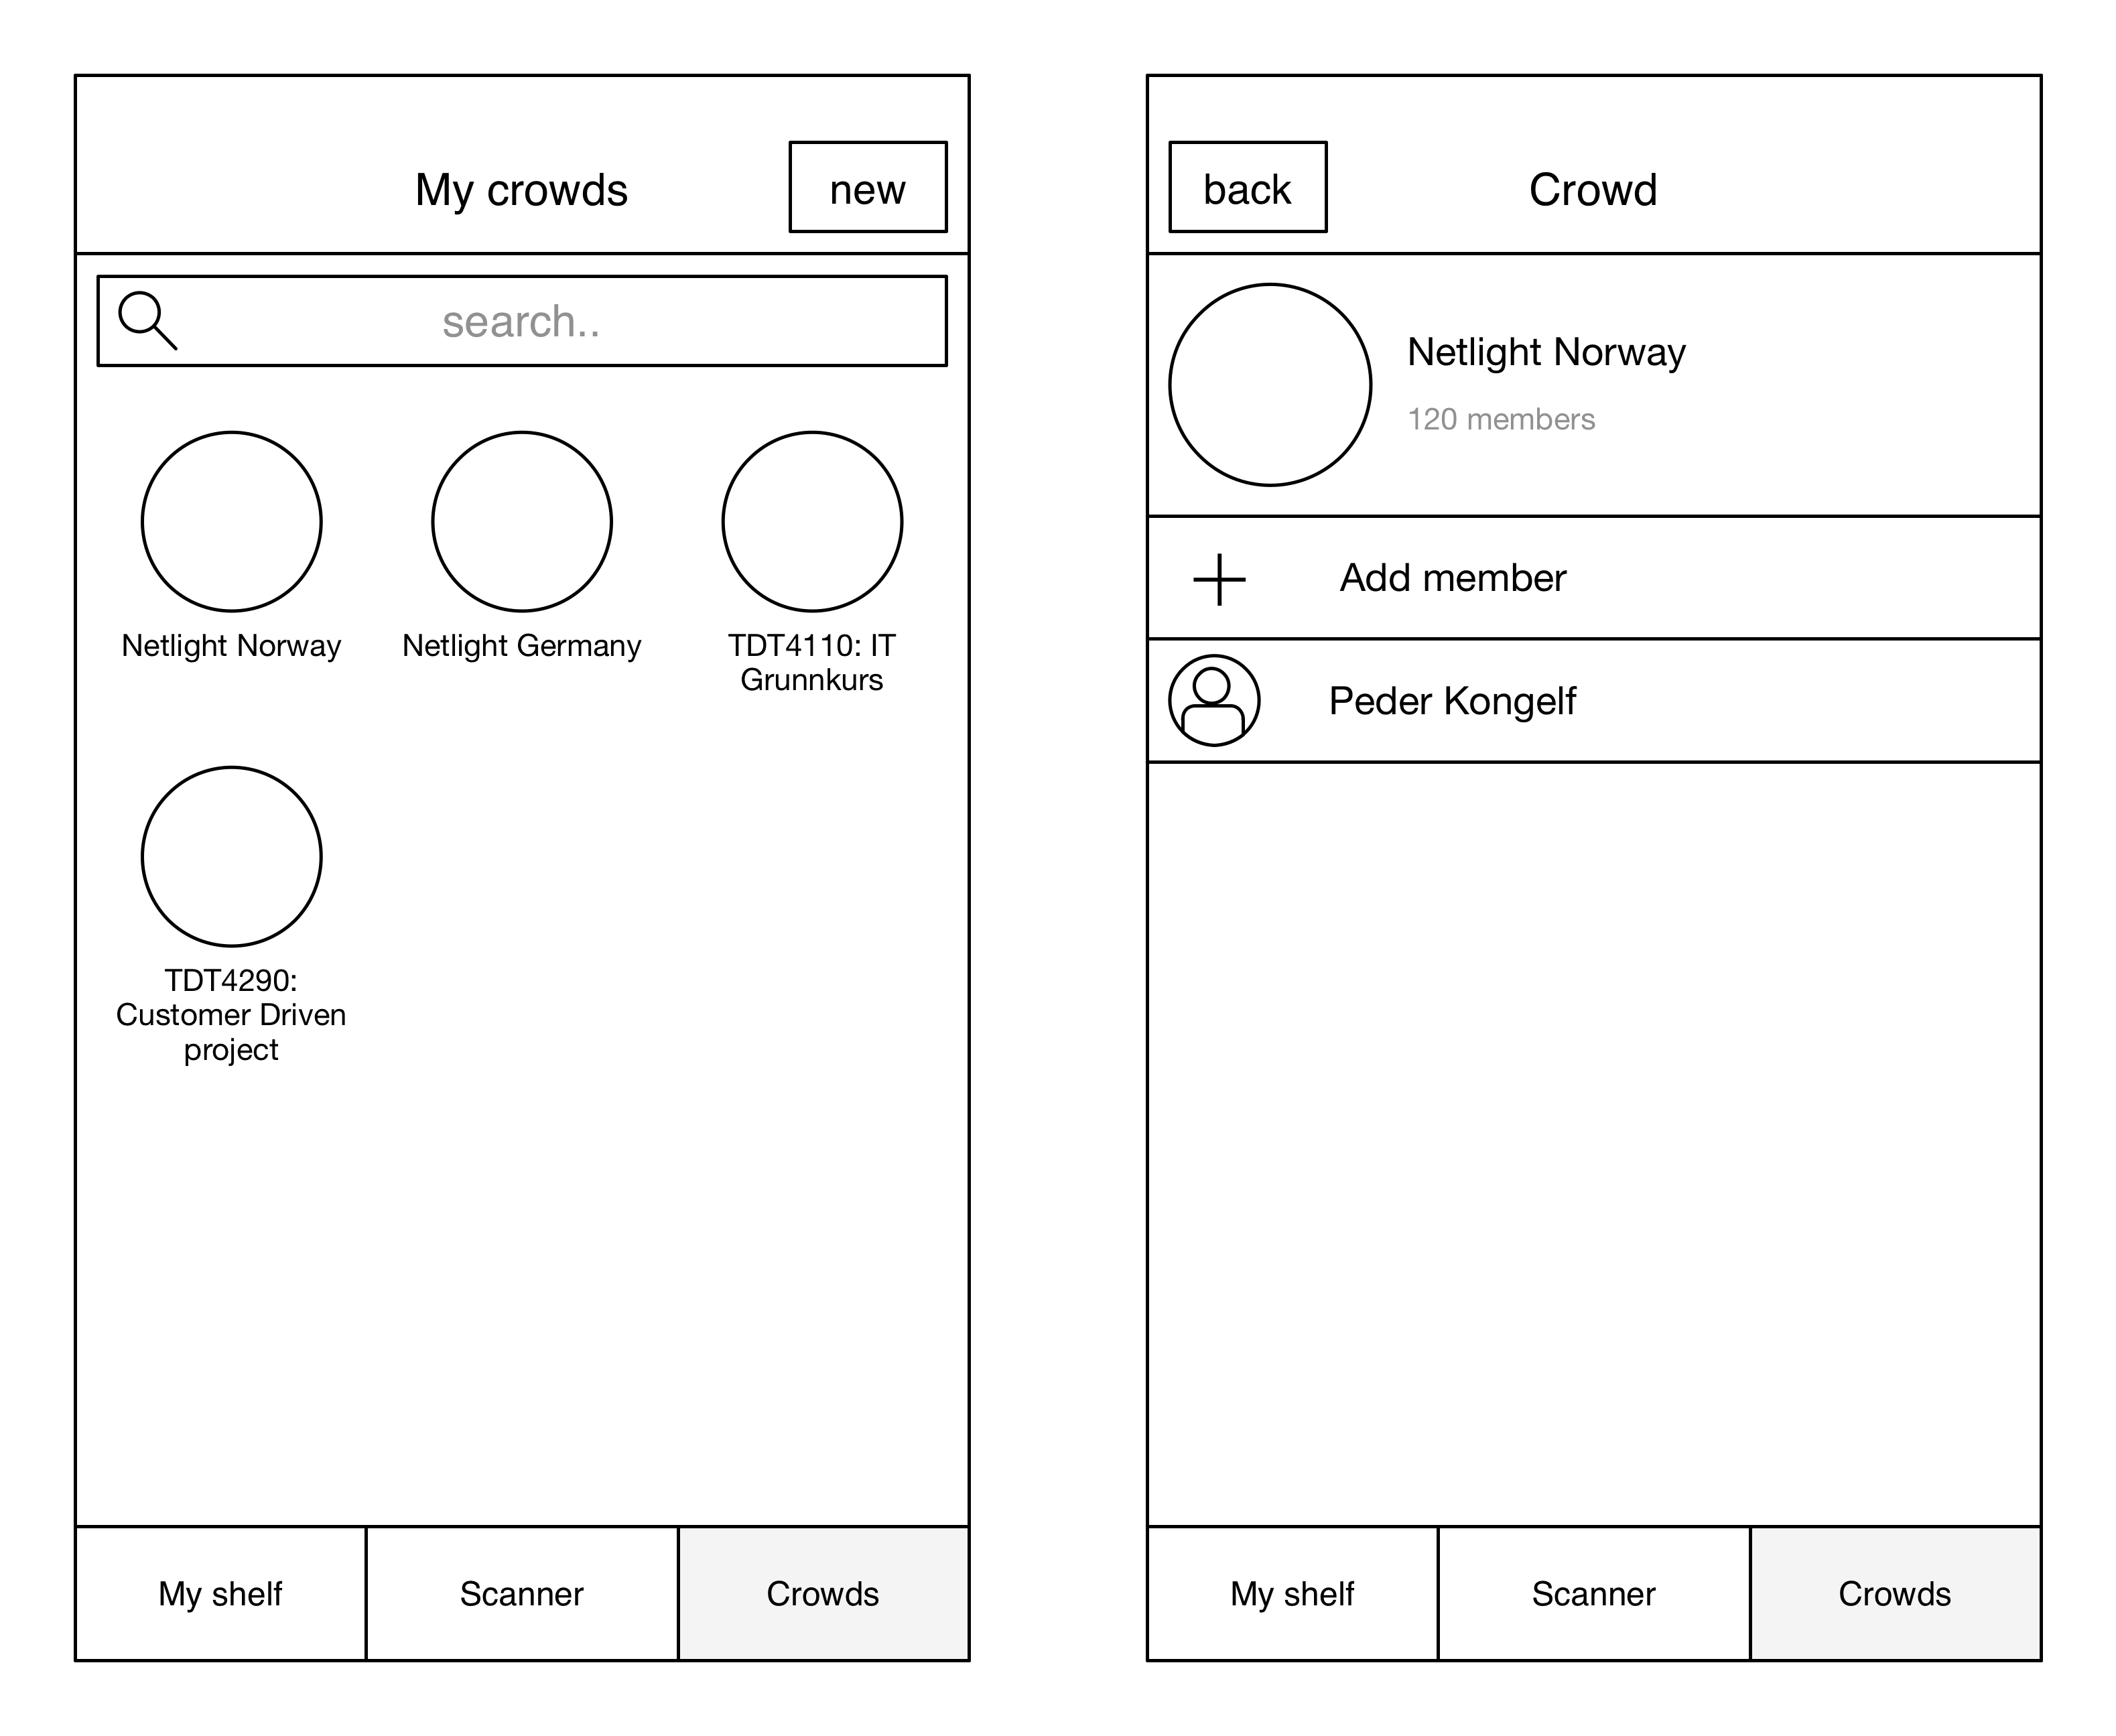 My crowds
new
search..
Netlight Norway
Netlight Germany
TDT4110: IT
Grunnkurs
TDT4290:
Customer Driven
project
My shelf
Scanner
Crowds
back
Crowd
Netlight Norway
120 members
Add member
Peder Kongelf
My shelf
Scanner
Crowds